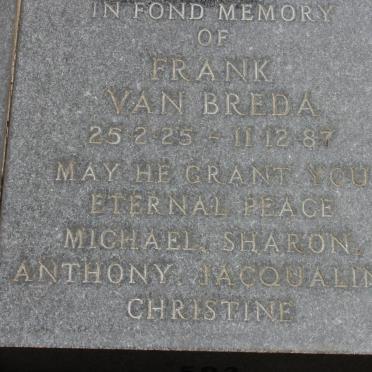 IN FOND MEMORY
OF
FRANK
VAN BREDA
25·2·25 – 11·12·87
MAY HE GRANT YOU
ETERNAL PEACE
MICHAEL, SHARON,
ANTHONY, JACQUALIN
CHRISTINE